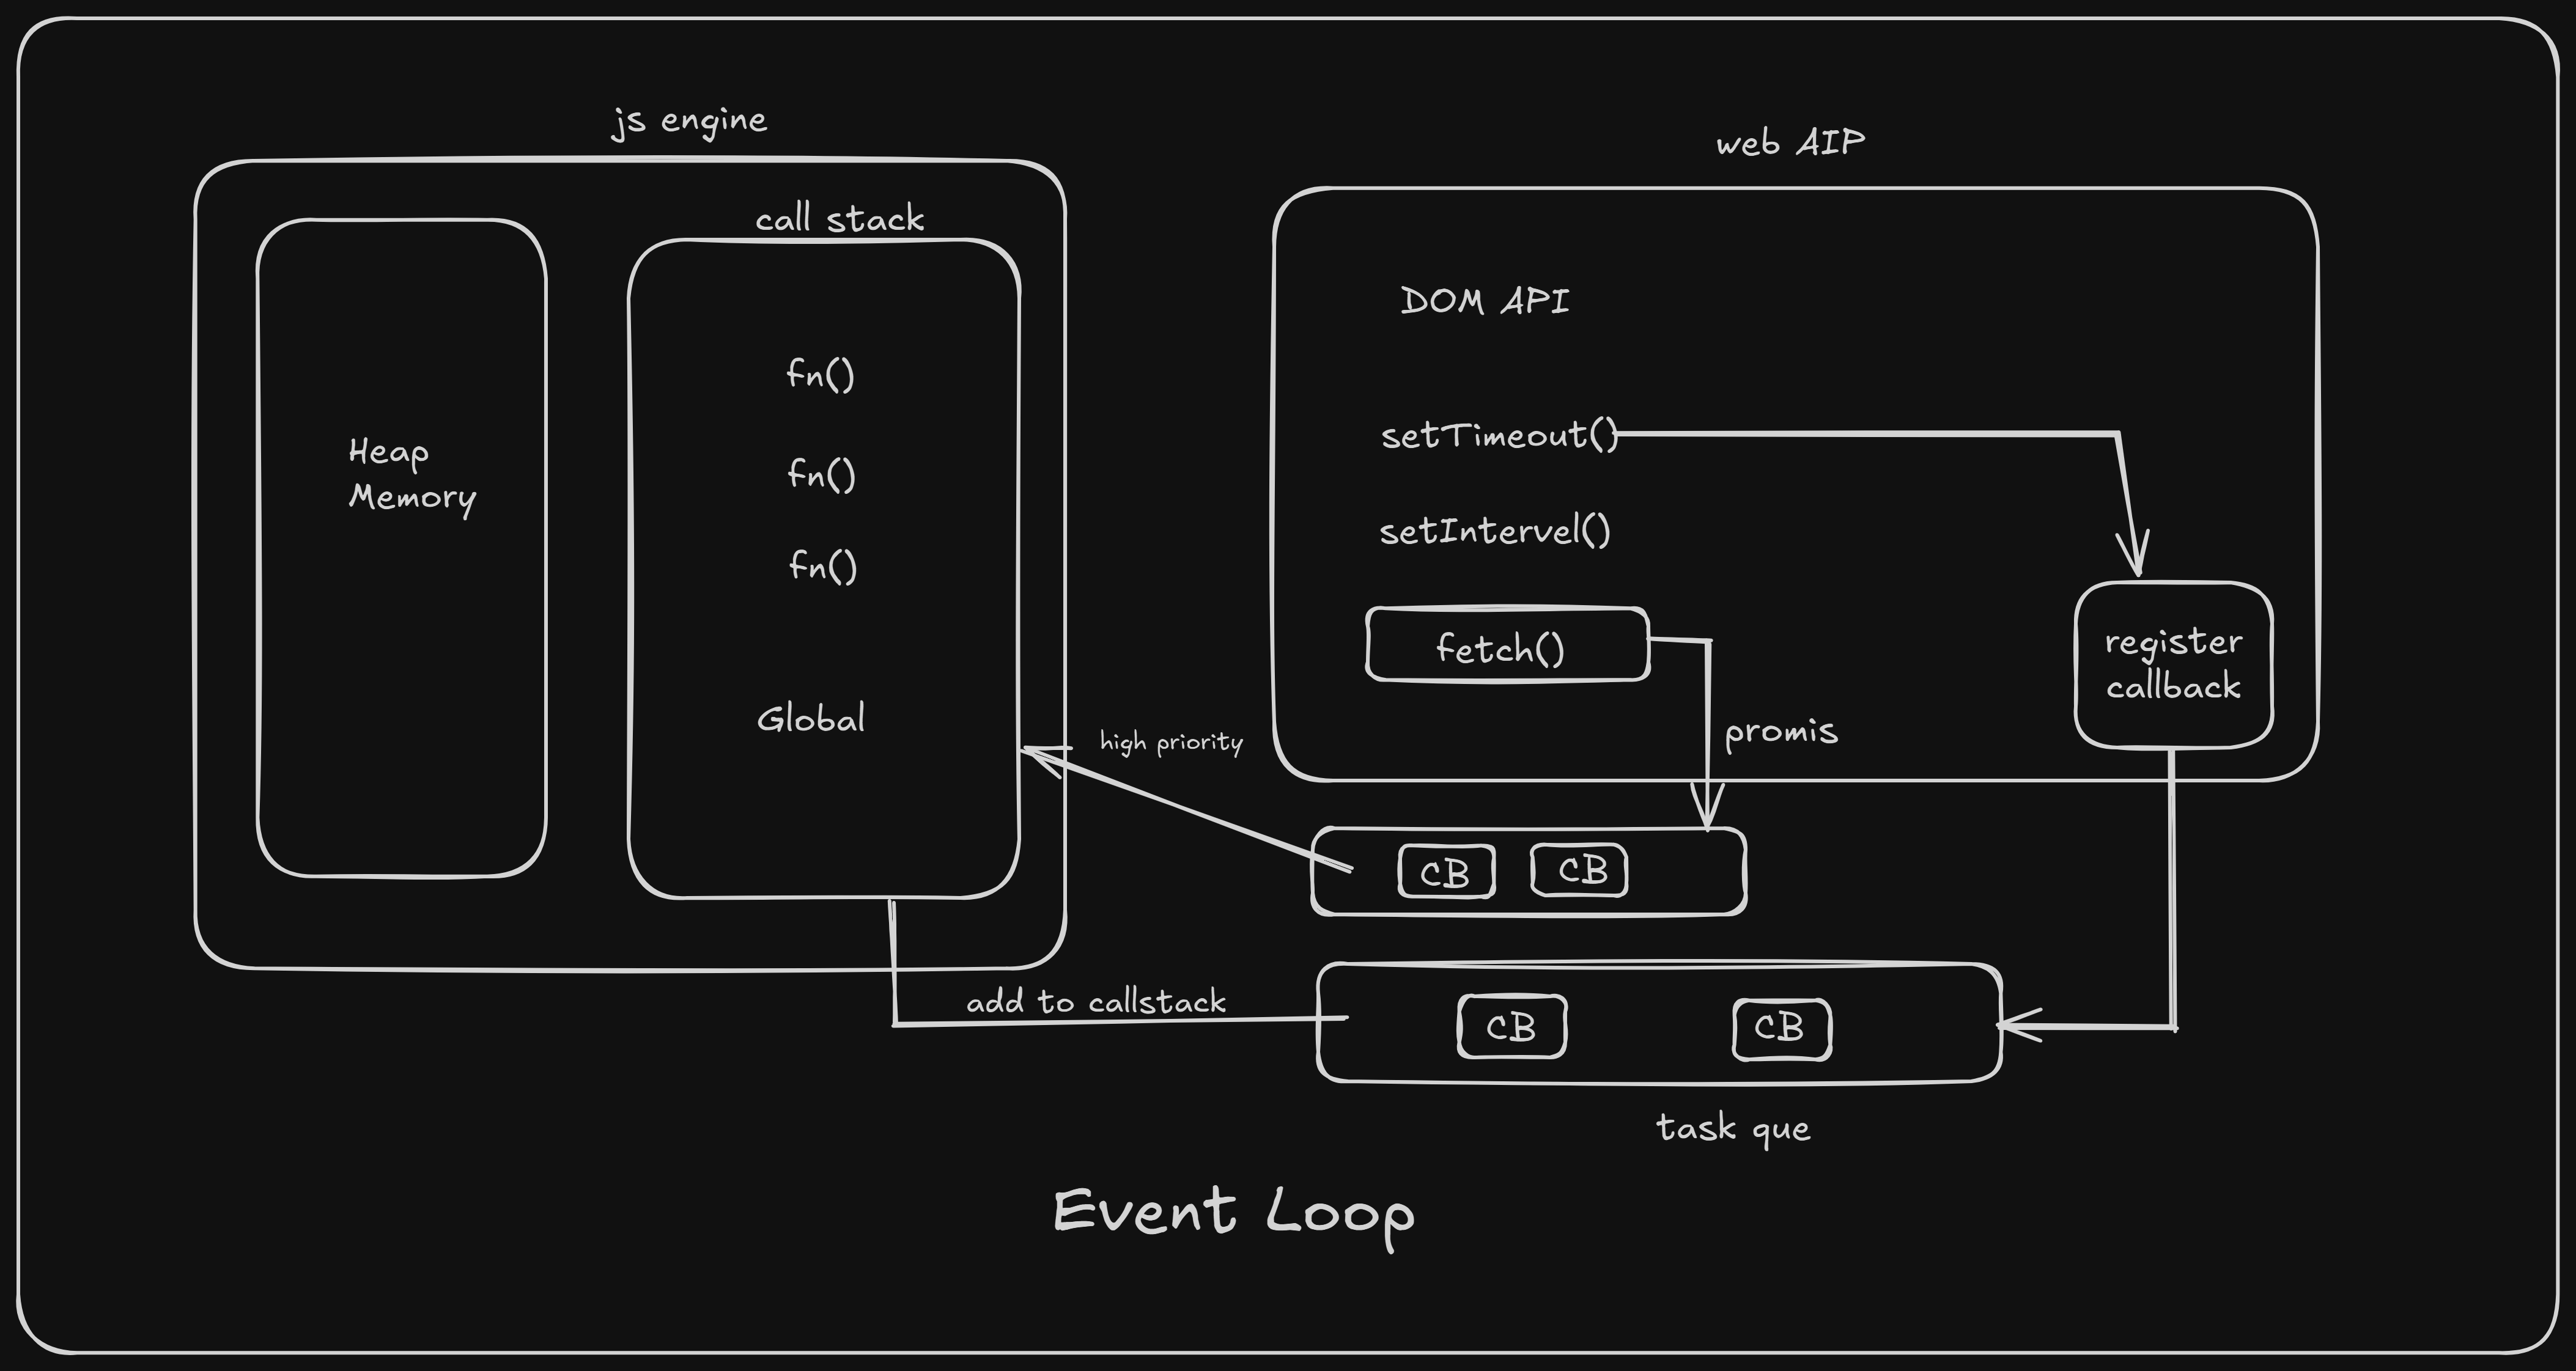 js engine
call stack
Heap
Memory
fn()
fn()
fn()
Global
web AIP
DOM API
setTimeout()
setIntervel()
fetch()
register
callback
promis
high priority
CB
CB
add to callstack
CB
CB
task que
Event Loop